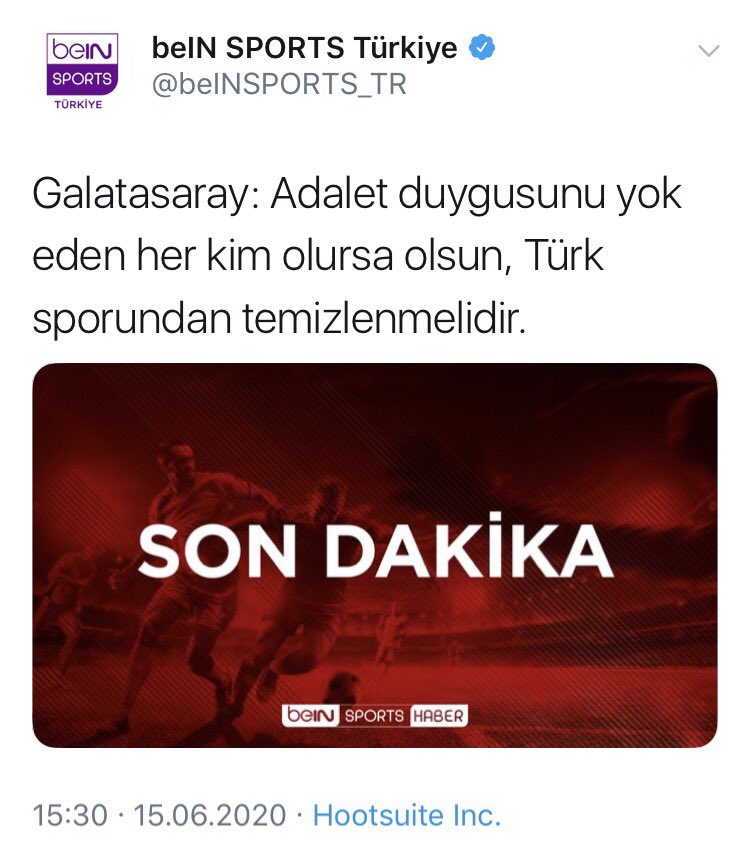 beIN
SPORTS
TÜRKİYE
beIN SPORTS Türkiye
@beINSPORTS_TR
Galatasaray: Adalet duygusunu yok
eden her kim olursa olsun, Türk
sporundan temizlenmelidir.
SON DAKİKA
beIN SPORTS HABER
15:30 · 15.06.2020 · Hootsuite Inc.